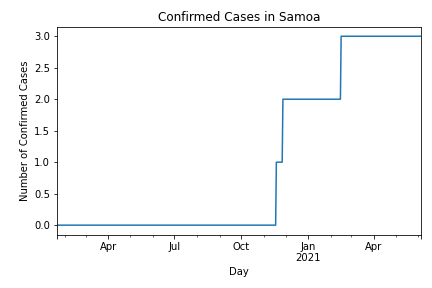 Confirmed Cases in Samoa
Number of Confirmed Cases
3.0
2.5
2.0
1.5
1.0
0.5
0.0
Apr Jul Oct Jan Apr
2021
Day